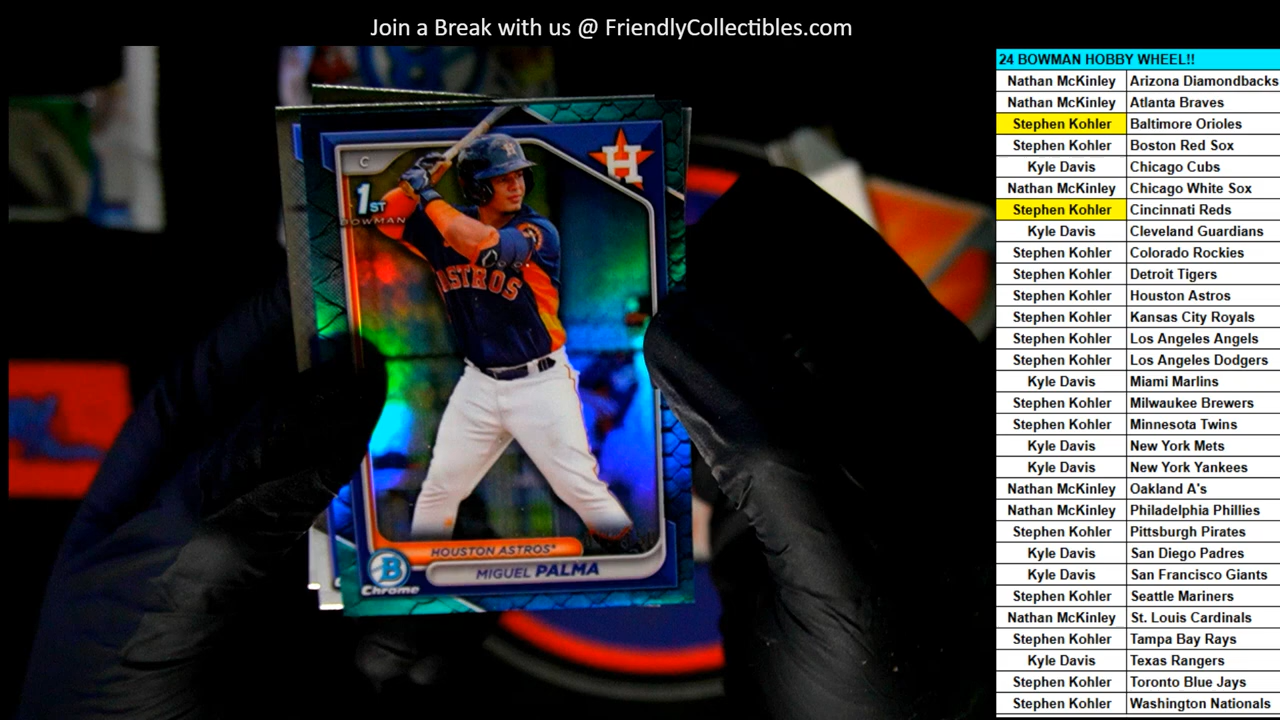 Join a Break with us @ FriendlyCollectibles.com
24 BOWMAN HOBBY WHEEL!!
Nathan McKinley Arizona Diamondbacks
Nathan McKinley Atlanta Braves
Stephen Kohler Baltimore Orioles
Stephen Kohler Boston Red Sox
Kyle Davis Chicago Cubs
Nathan McKinley Chicago White Sox
Stephen Kohler Cincinnati Reds
Kyle Davis Cleveland Guardians
Stephen Kohler Colorado Rockies
Stephen Kohler Detroit Tigers
Stephen Kohler Houston Astros
Stephen Kohler Kansas City Royals
Stephen Kohler Los Angeles Angels
Stephen Kohler Los Angeles Dodgers
Kyle Davis Miami Marlins
Stephen Kohler Milwaukee Brewers
Stephen Kohler Minnesota Twins
Kyle Davis New York Mets
Kyle Davis New York Yankees
Nathan McKinley Oakland A's
Nathan McKinley Philadelphia Phillies
Stephen Kohler Pittsburgh Pirates
Kyle Davis San Diego Padres
Kyle Davis San Francisco Giants
Stephen Kohler Seattle Mariners
Nathan McKinley St. Louis Cardinals
Stephen Kohler Tampa Bay Rays
Kyle Davis Texas Rangers
Stephen Kohler Toronto Blue Jays
Stephen Kohler Washington Nationals
C
H
1ST
BOWMAN
ASTROS
HOUSTON ASTROS
MIGUEL PALMA
B
Chrome